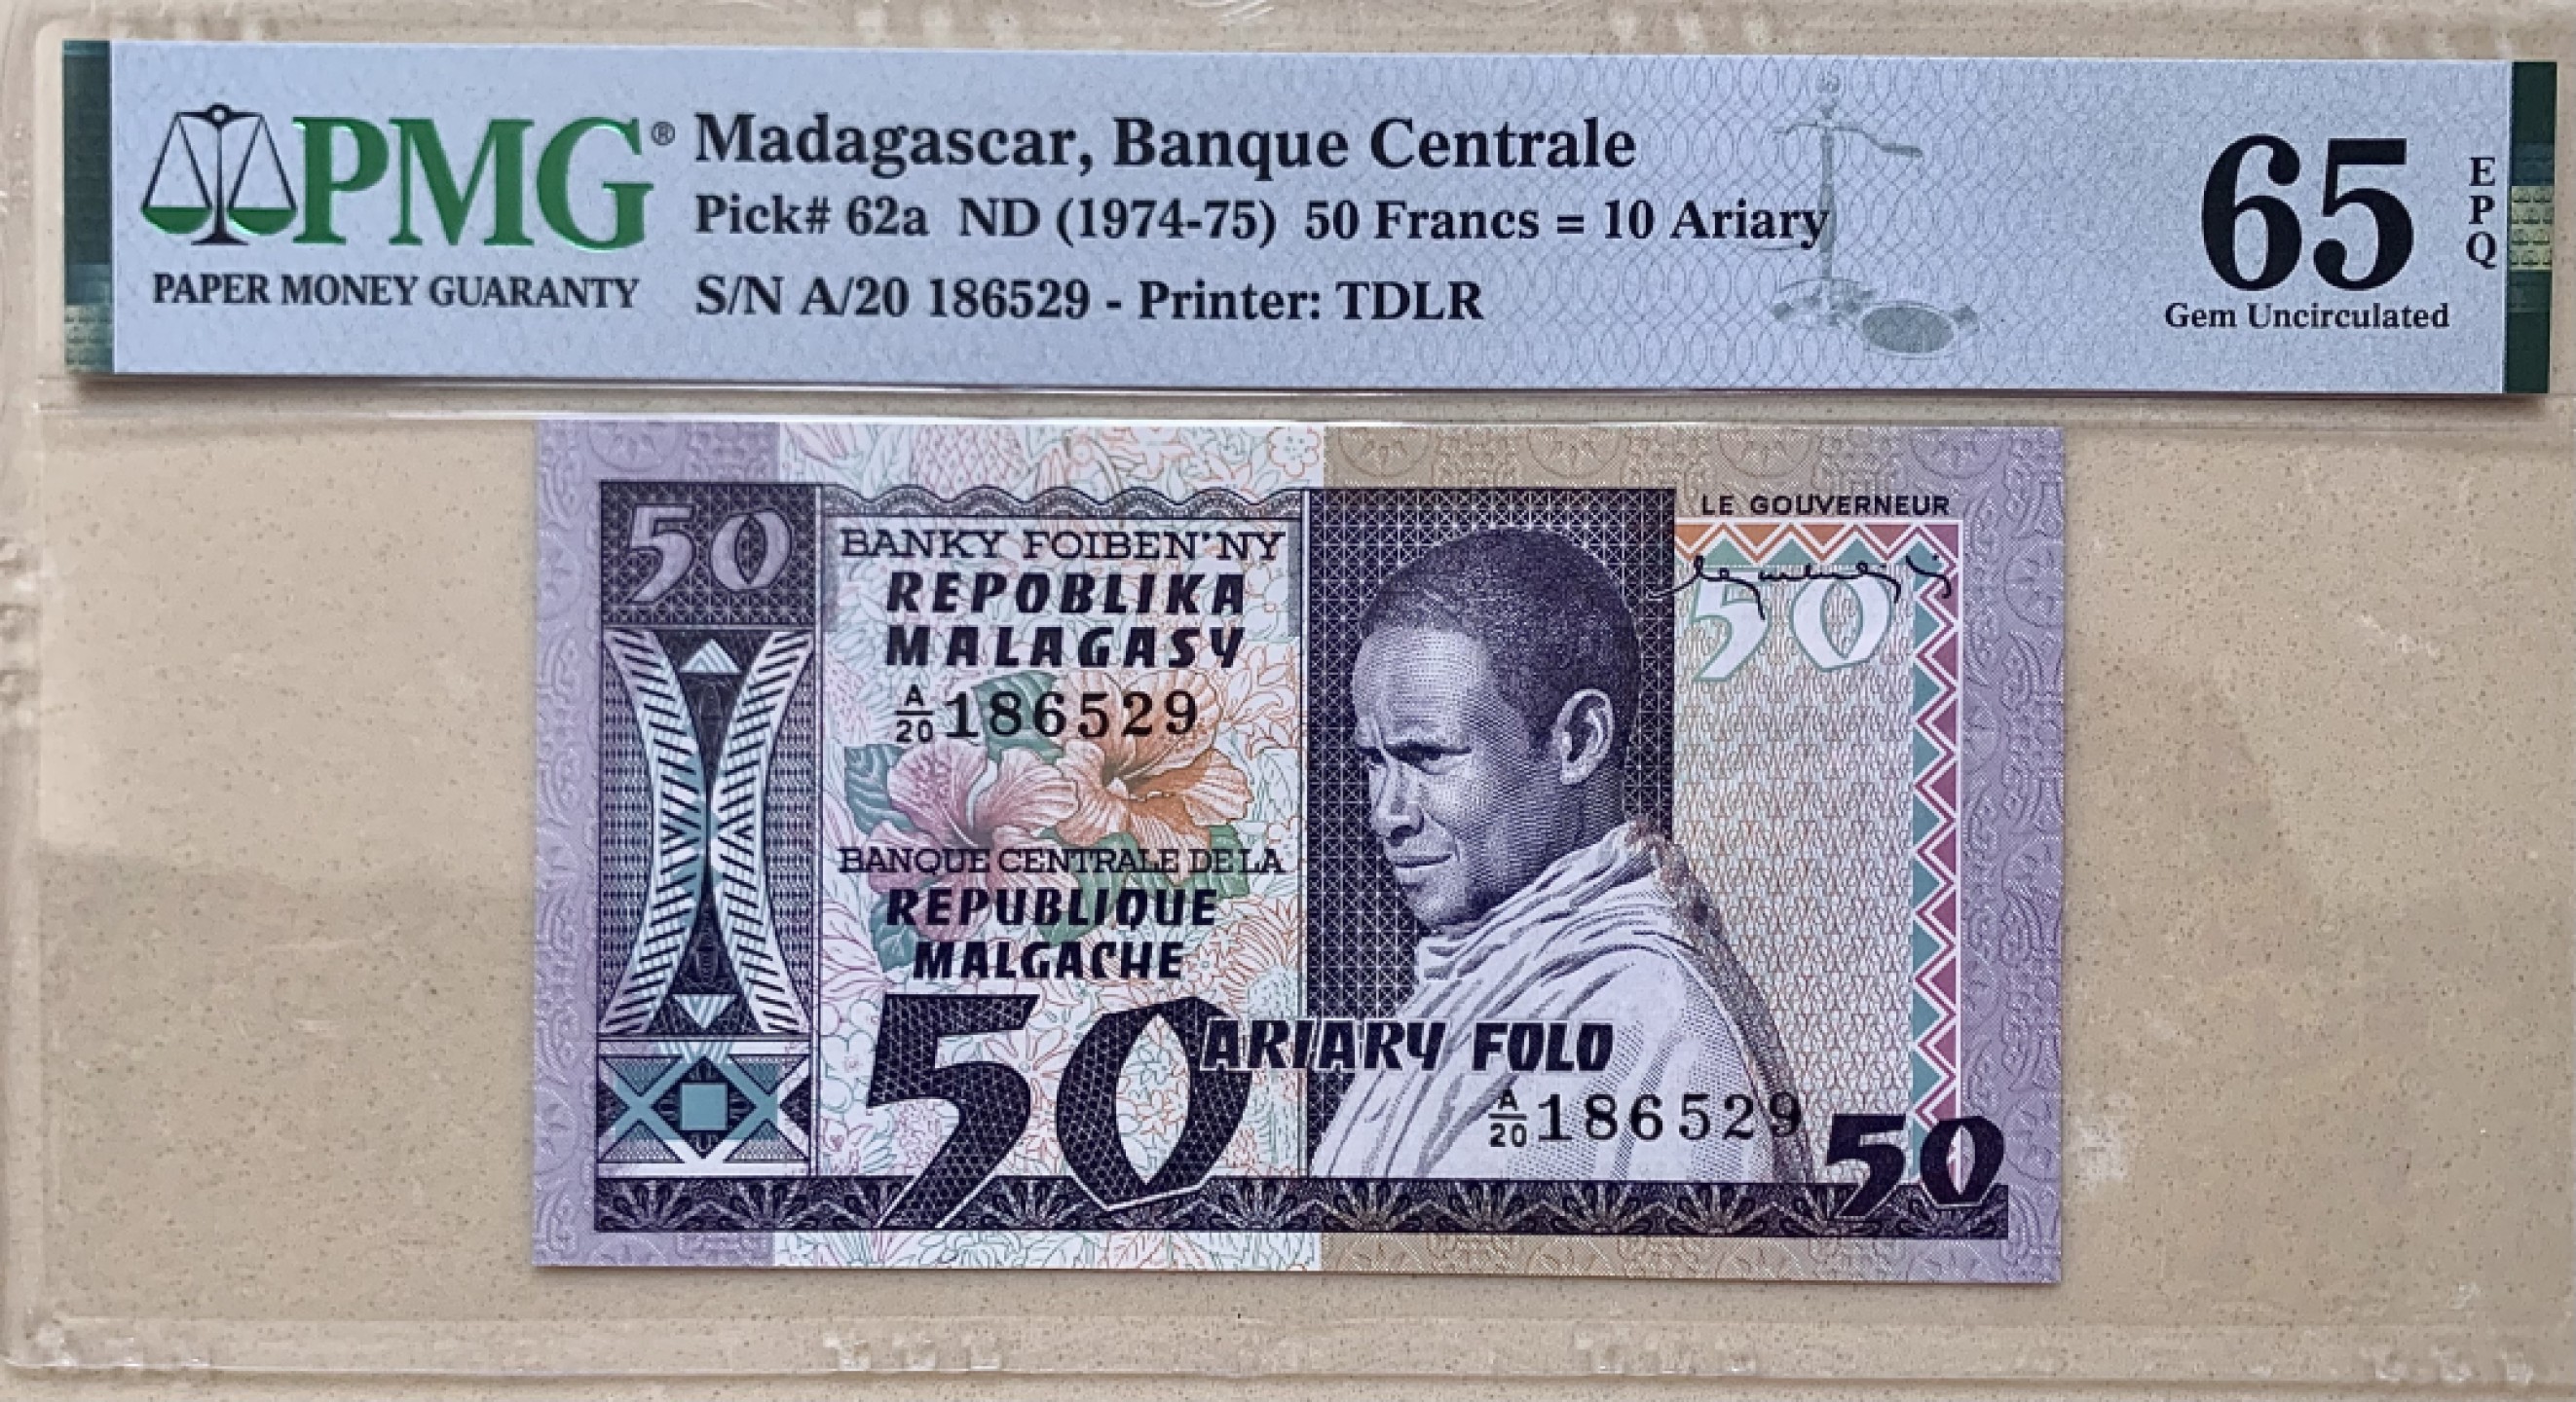 PMG®
PAPER MONEY GUARANTY
Madagascar, Banque Centrale
Pick# 62a ND (1974-75) 50 Francs = 10 Ariary
S/N A/20 186529 - Printer: TDLR
65
EPQ
Gem Uncirculated
50
BANKY FOIBEN'NY
REPOBLIKA
MALAGASY
A/20 186529
BANQUE CENTRALE DE LA
REPUBLIQUE
MALGACHE
50 ARIARY FOLO
LE GOUVERNEUR
50
A/20 186529
50